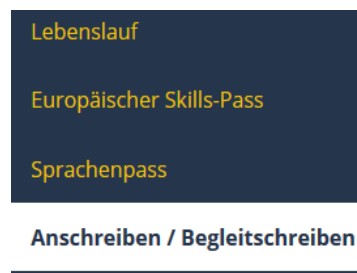 Lebenslauf
Europäischer Skills-Pass
Sprachenpass
Anschreiben / Begleitschreiben